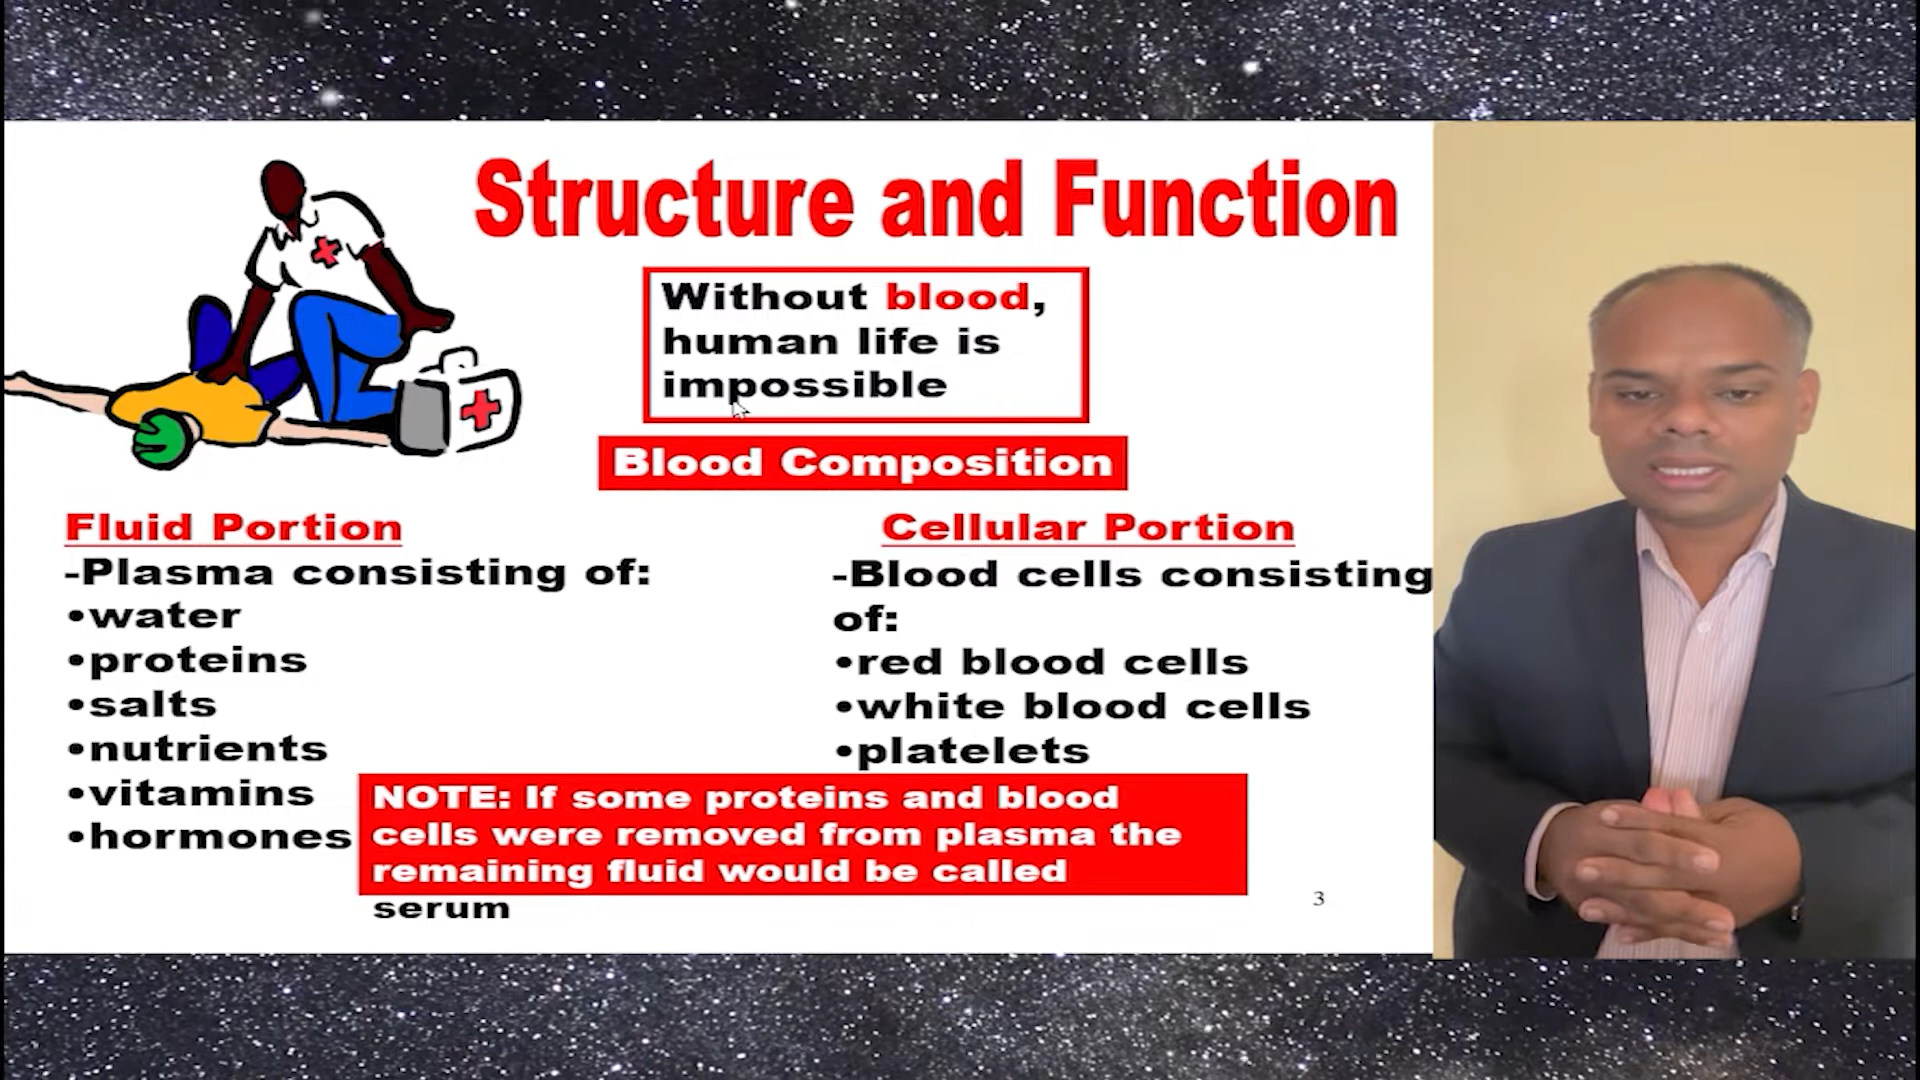 Structure and Function
Without blood,
human life is
impossible
Blood Composition
Fluid Portion
-Plasma consisting of:
•water
•proteins
•salts
•nutrients
•vitamins
•hormones
Cellular Portion
-Blood cells consisting
of:
•red blood cells
•white blood cells
•platelets
NOTE: If some proteins and blood
cells were removed from plasma the
remaining fluid would be called
serum
3